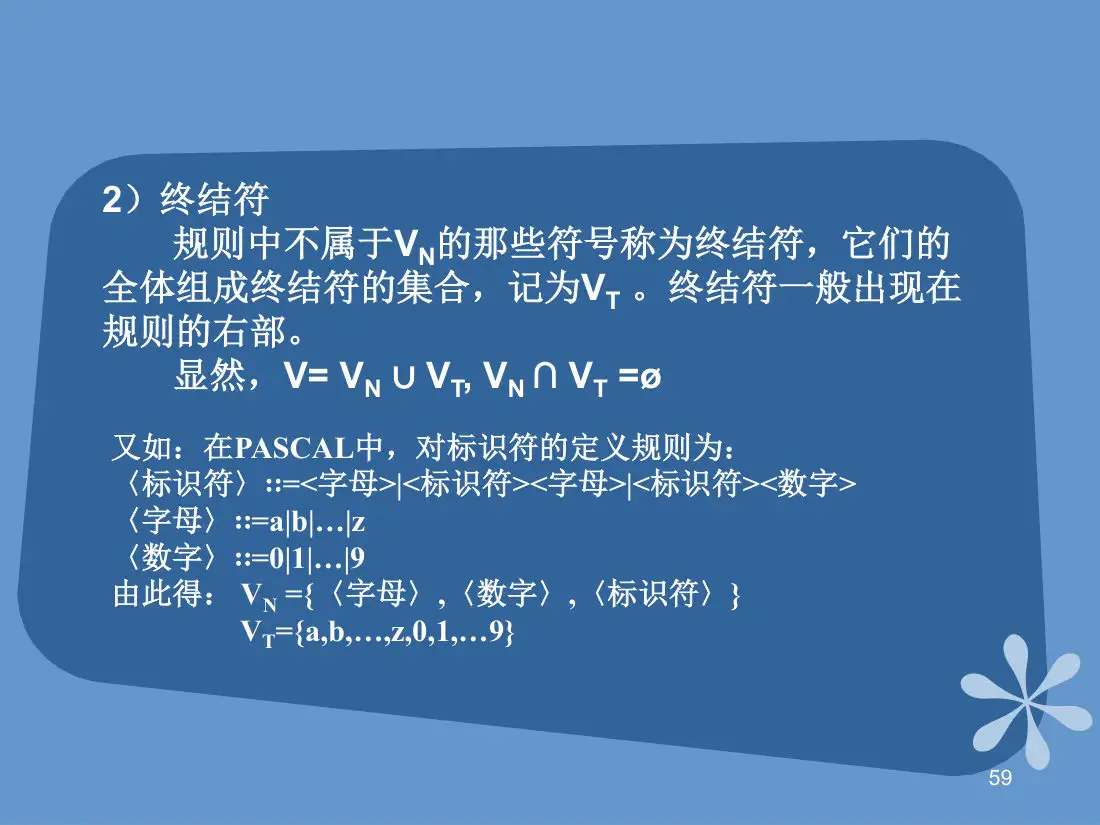 2）终结符
规则中不属于VN的那些符号称为终结符，它们的
全体组成终结符的集合，记为VT 。终结符一般出现在
规则的右部。
显然，V= VN ∪ VT, VN ∩ VT =ø
又如：在PASCAL中，对标识符的定义规则为：
〈标识符〉::=<字母>|<标识符><字母>|<标识符><数字>
〈字母〉::=a|b|…|z
〈数字〉::=0|1|…|9
由此得： VN ={〈字母〉,〈数字〉,〈标识符〉}
VT={a,b,…,z,0,1,…9}
59